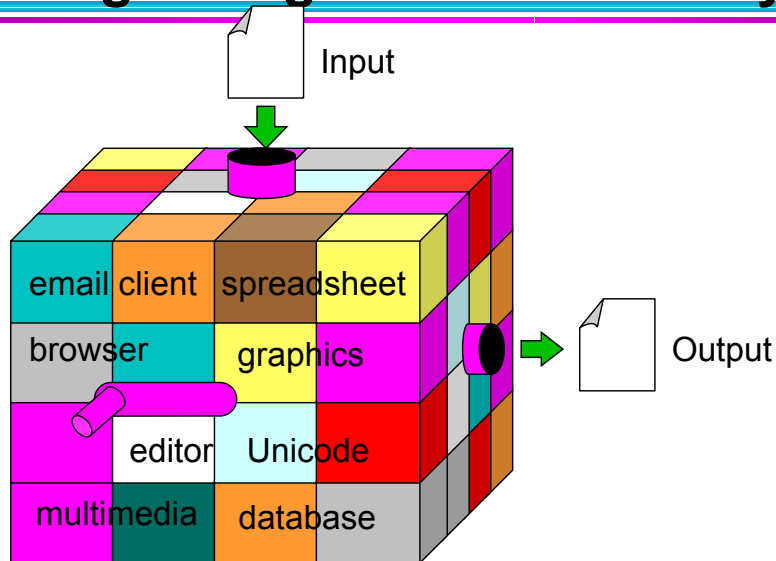 Input
email client spreadsheet
browser graphics
Output
editor Unicode
multimedia database